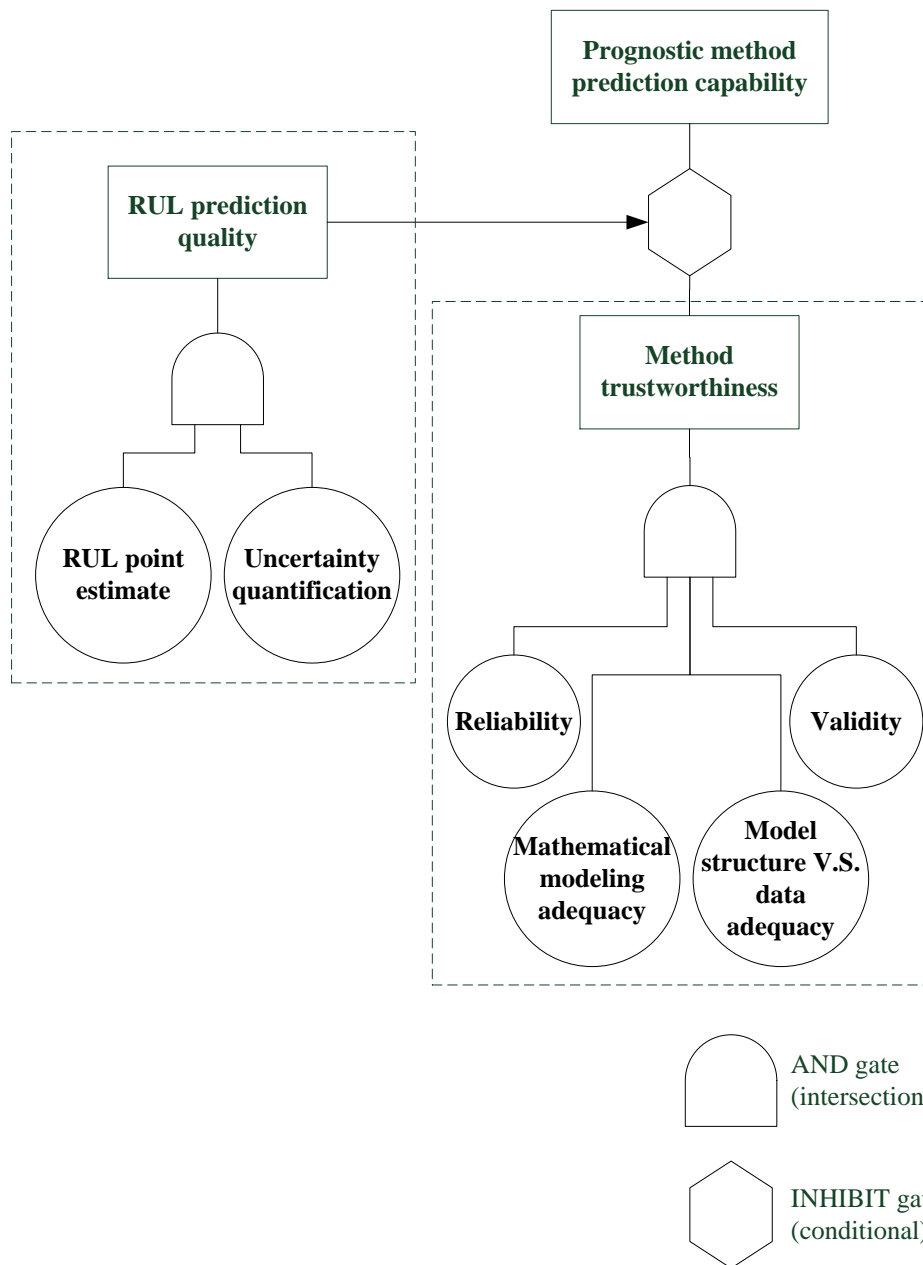 Prognostic method
prediction capability
RUL prediction
quality
Method
trustworthiness
RUL point
estimate
Uncertainty
quantification
Reliability
Validity
Mathematical
modeling
adequacy
Model
structure V.S.
data
adequacy
AND gate
(intersection
INHIBIT ga
(conditional)